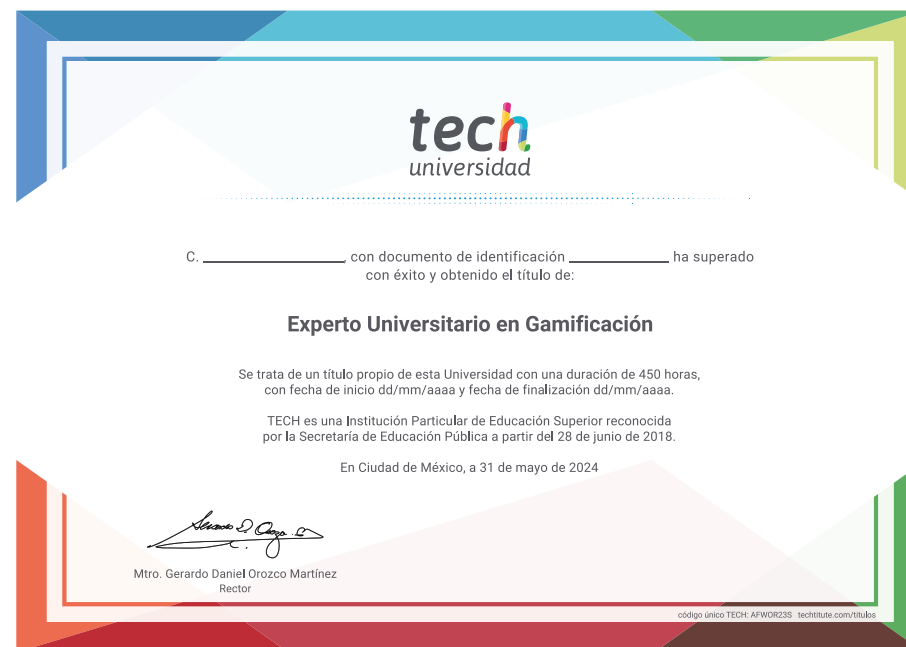 tech
universidad
C. ____________________, con documento de identificación ______________ ha superado
con éxito y obtenido el título de:
Experto Universitario en Gamificación
Se trata de un título propio de esta Universidad con una duración de 450 horas,
con fecha de inicio dd/mm/aaaa y fecha de finalización dd/mm/aaaa.
TECH es una Institución Particular de Educación Superior reconocida
por la Secretaría de Educación Pública a partir del 28 de junio de 2018.
En Ciudad de México, a 31 de mayo de 2024
Mtro. Gerardo Daniel Orozco Martínez
Rector
código único TECH: AFWOR23S techtitute.com/titulos